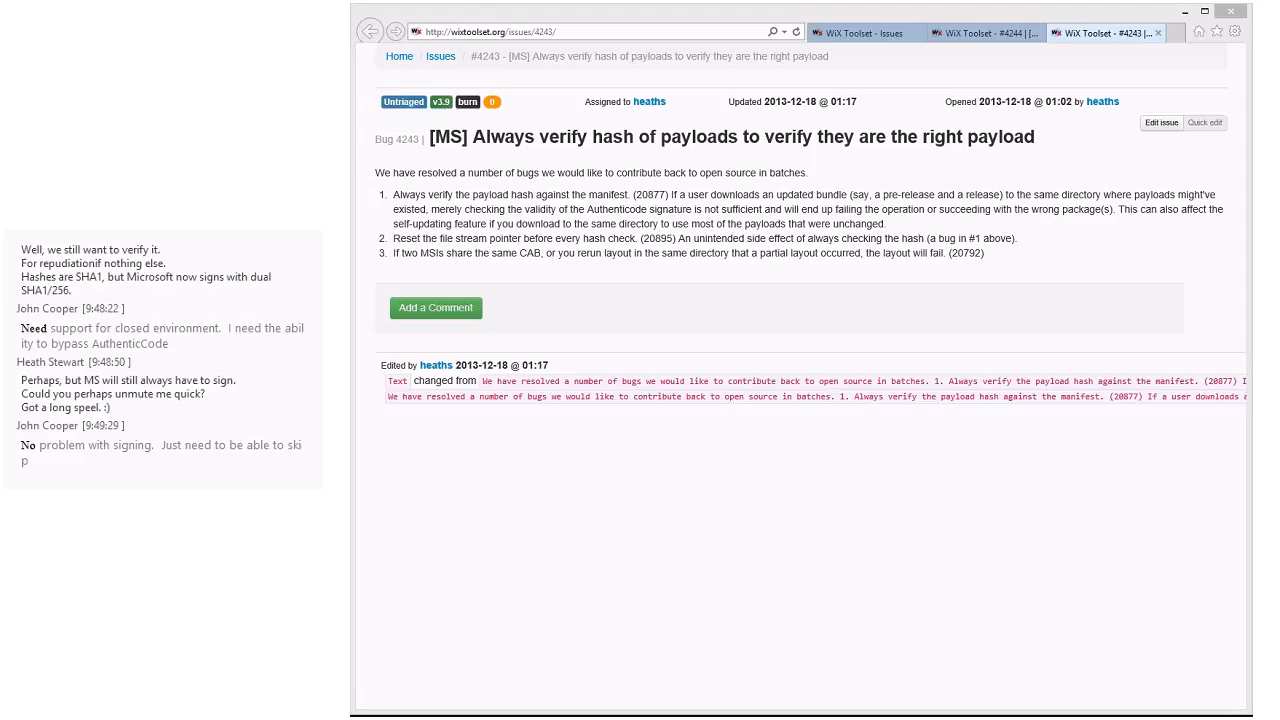 Well, we still want to verify it.
For repudiationif nothing else.
Hashes are SHA1, but Microsoft now signs with dual
SHA1/256.
John Cooper [9:48:22 ]
Need support for closed environment.  I need the abil
ity to bypass AuthenticCode
Heath Stewart [9:48:50 ]
Perhaps, but MS will still always have to sign.
Could you perhaps unmute me quick?
Got a long speel. :)
John Cooper [9:49:29 ]
No problem with signing.  Just need to be able to ski
p
http://wixtoolset.org/issues/4243/
WiX Toolset - Issues
WiX Toolset - #4244 | [...
WiX Toolset - #4243 |...
Home / Issues / #4243 - [MS] Always verify hash of payloads to verify they are the right payload
Untriaged v3.9 burn 0
Assigned to heaths
Updated 2013-12-18 @ 01:17
Opened 2013-12-18 @ 01:02 by heaths
Edit issue Quick edit
Bug 4243 | [MS] Always verify hash of payloads to verify they are the right payload
We have resolved a number of bugs we would like to contribute back to open source in batches.
1. Always verify the payload hash against the manifest. (20877) If a user downloads an updated bundle (say, a pre-release and a release) to the same directory where payloads might've
existed, merely checking the validity of the Authenticode signature is not sufficient and will end up failing the operation or succeeding with the wrong package(s). This can also affect the
self-updating feature if you download to the same directory to use most of the payloads that were unchanged.
2. Reset the file stream pointer before every hash check. (20895) An unintended side effect of always checking the hash (a bug in #1 above).
3. If two MSIs share the same CAB, or you rerun layout in the same directory that a partial layout occurred, the layout will fail. (20792)
Add a Comment
Edited by heaths 2013-12-18 @ 01:17
Text changed from We have resolved a number of bugs we would like to contribute back to open source in batches. 1. Always verify the payload hash against the manifest. (20877) I
We have resolved a number of bugs we would like to contribute back to open source in batches. 1. Always verify the payload hash against the manifest. (20877) If a user downloads a